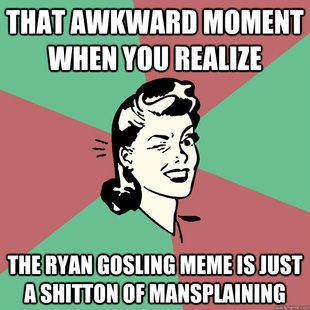 THAT AWKWARD MOMENT
WHEN YOU REALIZE
THE RYAN GOSLING MEME IS JUST
A SHITTON OF MANSPLAINING